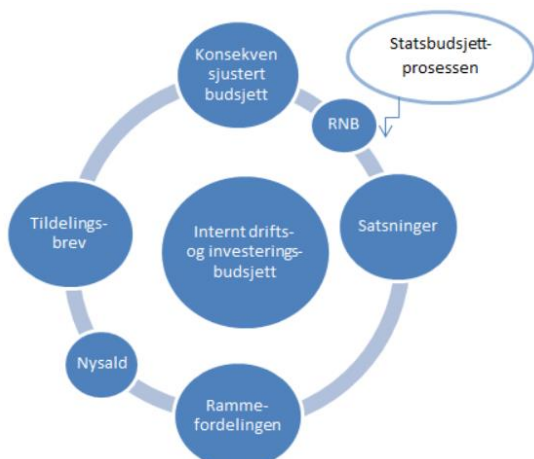 Konsekven
sjustert
budsjett
Statsbudsjett-
prosessen
RNB
Satsninger
Tildelings-
brev
Internt drifts-
og investerings-
budsjett
Nysald
Ramme-
fordelingen